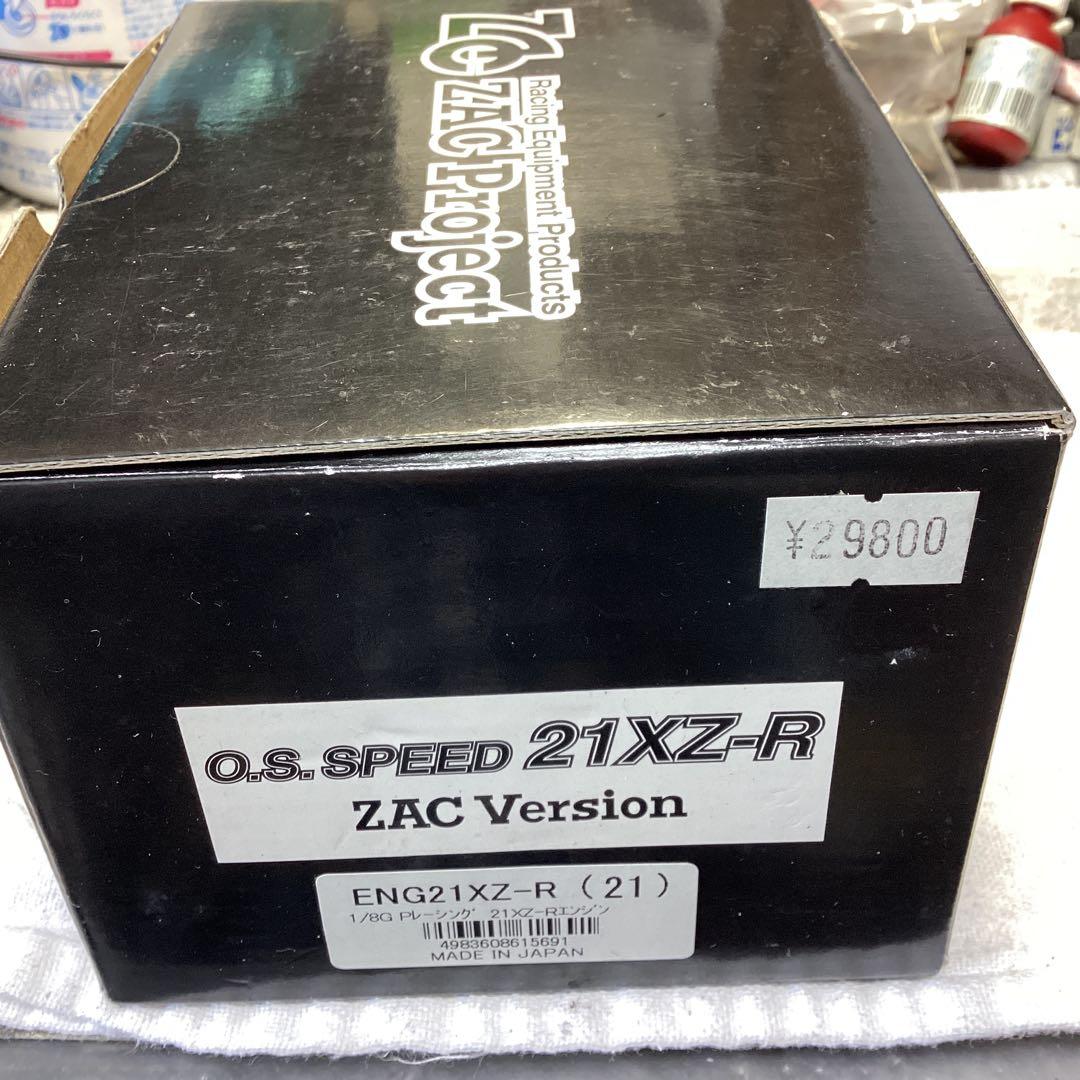 ZAC Project
Racing Equipment Products
¥29800
O.S. SPEED 21XZ-R
ZAC Version
ENG21XZ-R (21)
1/8G Pレーシング 21XZ-Rエンジン
4983608615691
MADE IN JAPAN